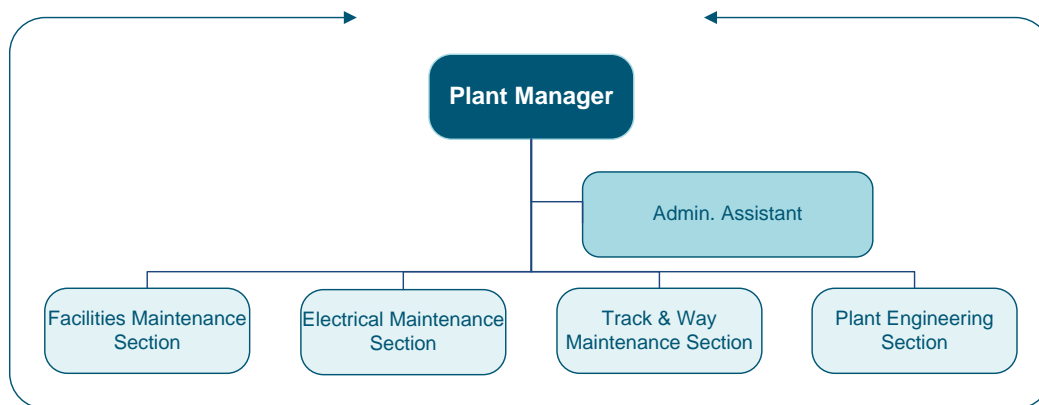 Plant Manager
Admin. Assistant
Facilities Maintenance
Section
Electrical Maintenance
Section
Track & Way
Maintenance Section
Plant Engineering
Section